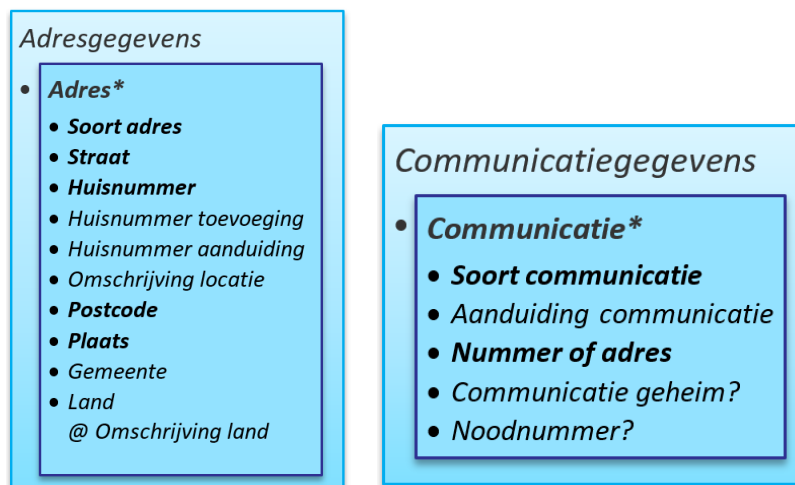 Adresgegevens
• Adres*
• Soort adres
• Straat
• Huisnummer
• Huisnummer toevoeging
• Huisnummer aanduiding
• Omschrijving locatie
• Postcode
• Plaats
• Gemeente
• Land
@ Omschrijving land
Communicatiegegevens
• Communicatie*
• Soort communicatie
• Aanduiding communicatie
• Nummer of adres
• Communicatie geheim?
• Noodnummer?